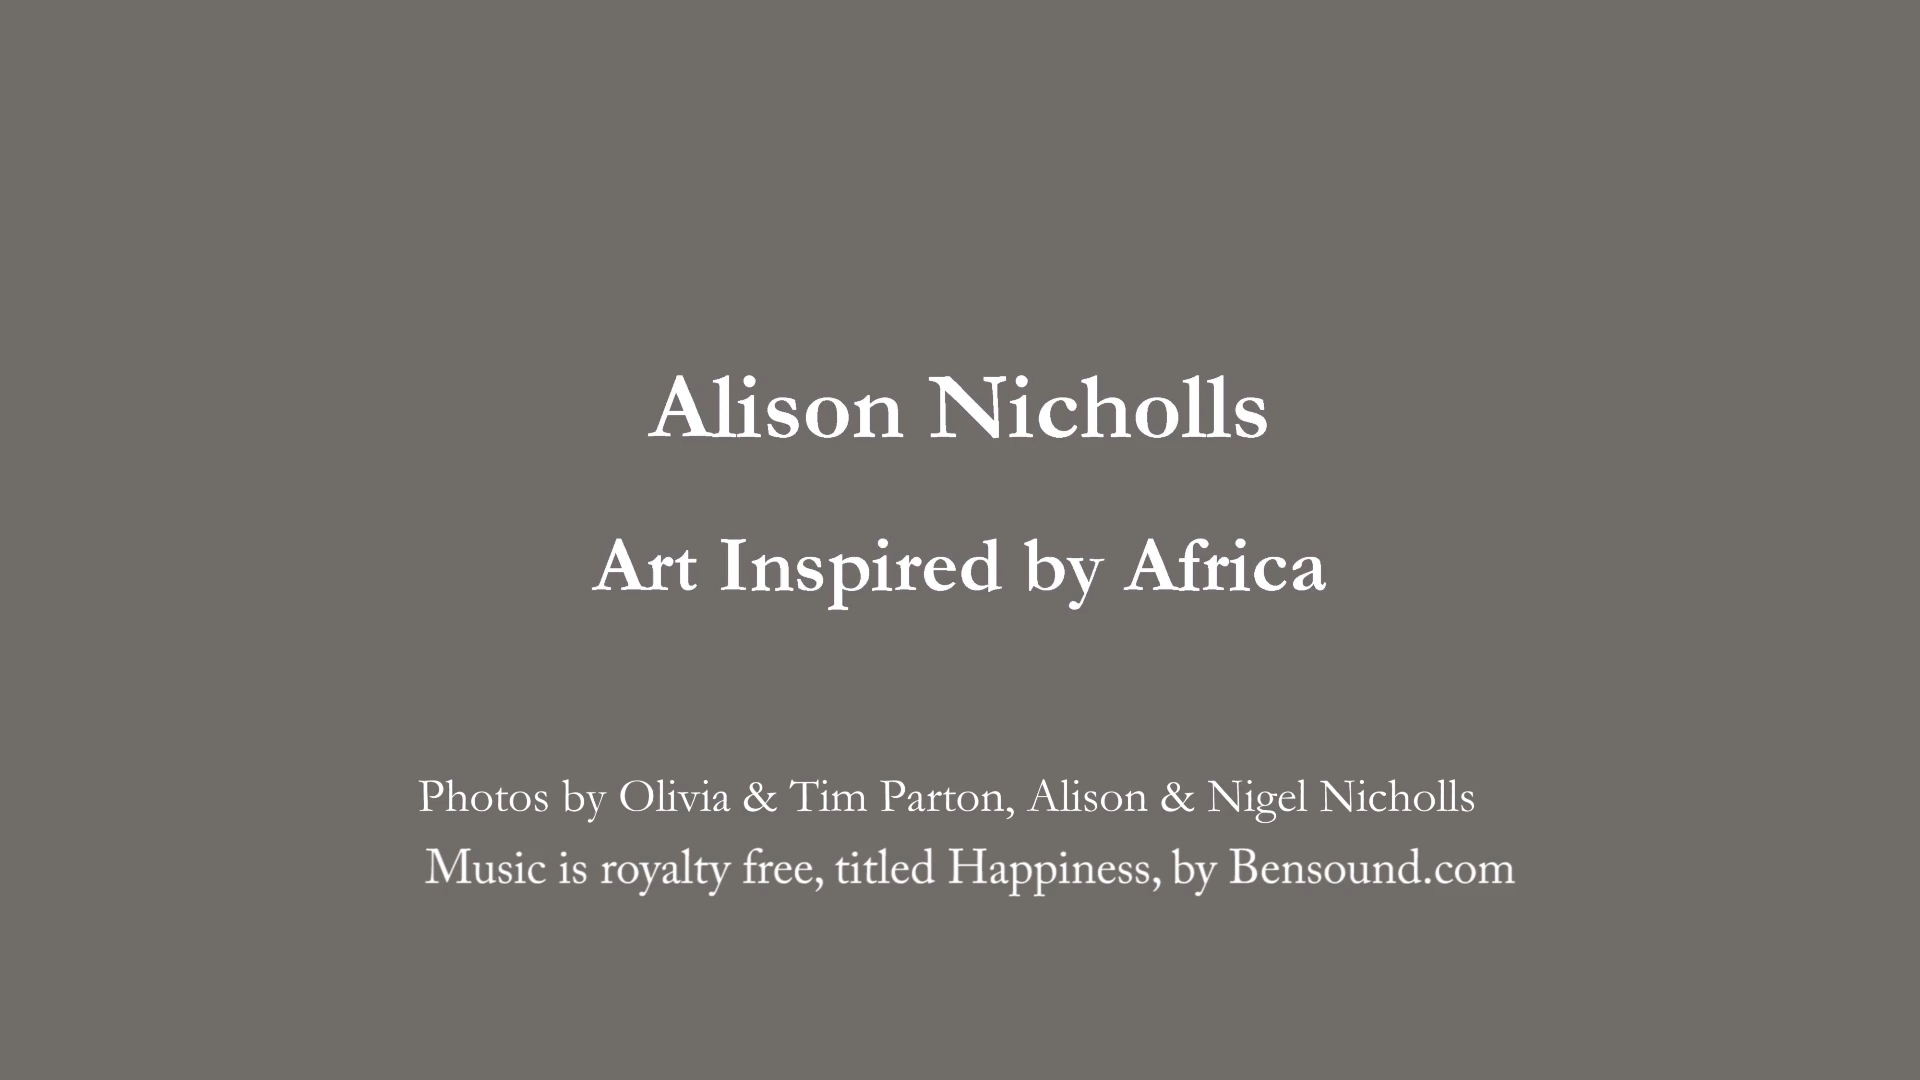 Alison Nicholls
Art Inspired by Africa
Photos by Olivia & Tim Parton, Alison & Nigel Nicholls
Music is royalty free, titled Happiness, by Bensound.com